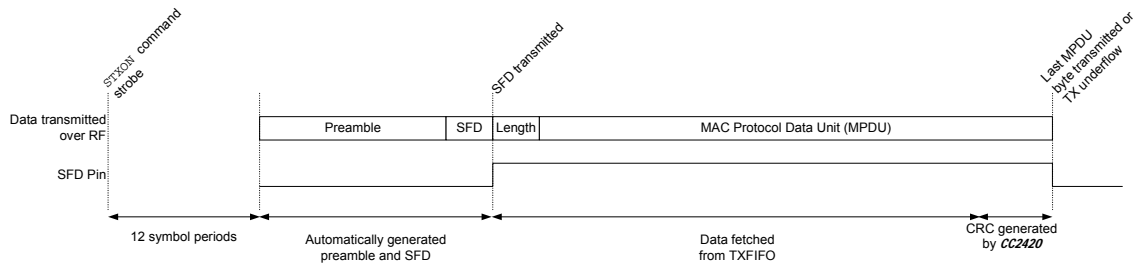 STXON command
strobe
SFD transmitted
Last MPDU
byte transmitted or
TX underflow
Data transmitted
over RF
Preamble
SFD
Length
MAC Protocol Data Unit (MPDU)
SFD Pin
12 symbol periods
Automatically generated
preamble and SFD
Data fetched
from TXFIFO
CRC generated
by CC2420